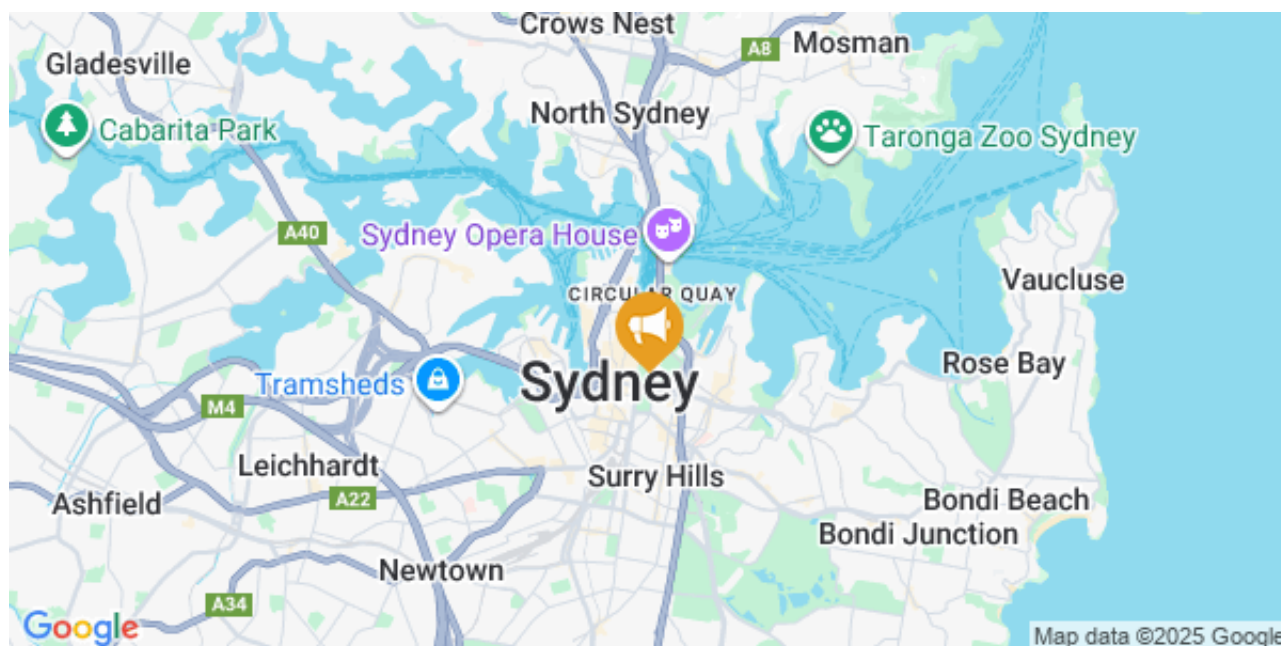 Crows Nest
A8
Mosman
Gladesville
North Sydney
Cabarita Park
Taronga Zoo Sydney
A40
Sydney Opera House
Vaucluse
CIRCULAR QUAY
Rose Bay
Tramsheds
Sydney
M4
Leichhardt
Surry Hills
A22
Ashfield
Bondi Beach
Bondi Junction
Newtown
A34
Google
Map data ©2025 Google